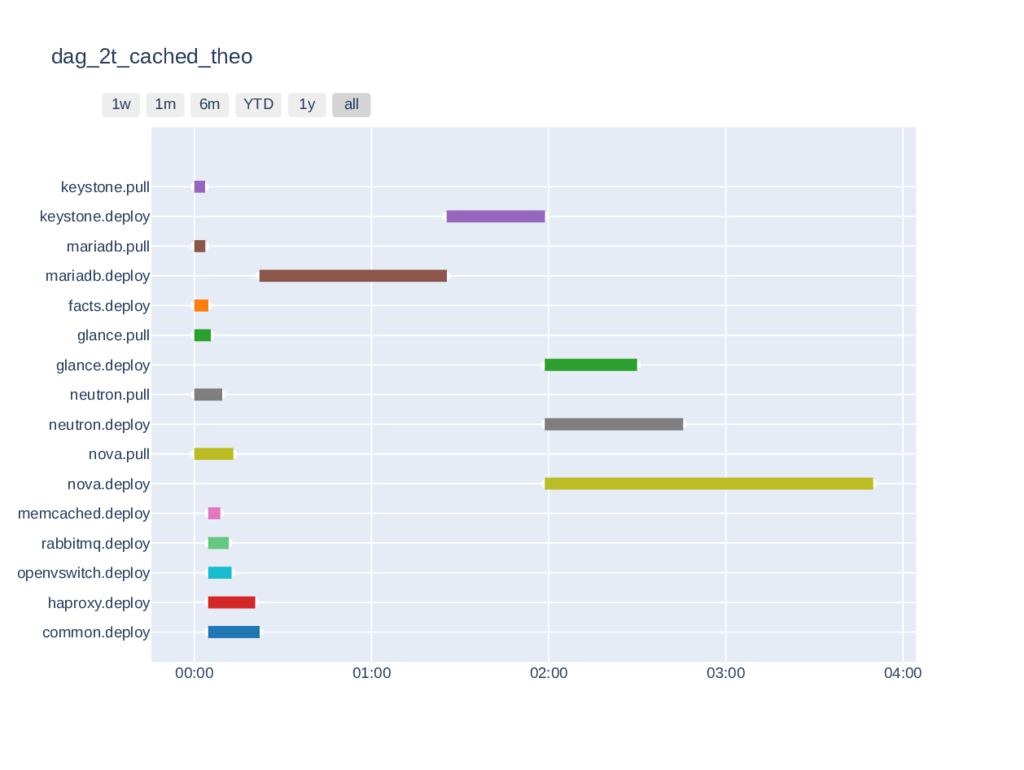 dag_2t_cached_theo
1w 1m 6m YTD 1y all
keystone.pull
keystone.deploy
mariadb.pull
mariadb.deploy
facts.deploy
glance.pull
glance.deploy
neutron.pull
neutron.deploy
nova.pull
nova.deploy
memcached.deploy
rabbitmq.deploy
openvswitch.deploy
haproxy.deploy
common.deploy
00:00 01:00 02:00 03:00 04:00